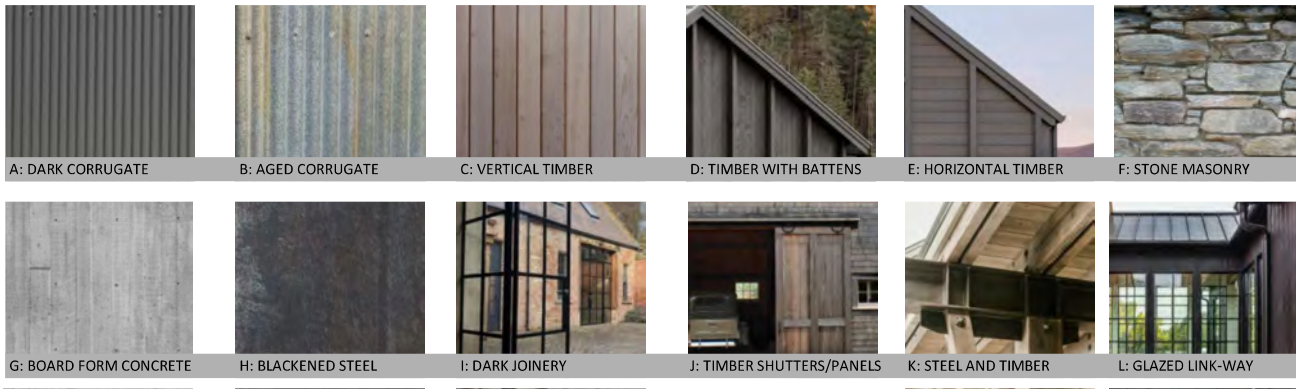 A: DARK CORRUGATE
B: AGED CORRUGATE
C: VERTICAL TIMBER
D: TIMBER WITH BATTENS
E: HORIZONTAL TIMBER
F: STONE MASONRY
G: BOARD FORM CONCRETE
H: BLACKENED STEEL
I: DARK JOINERY
J: TIMBER SHUTTERS/PANELS
K: STEEL AND TIMBER
L: GLAZED LINK-WAY